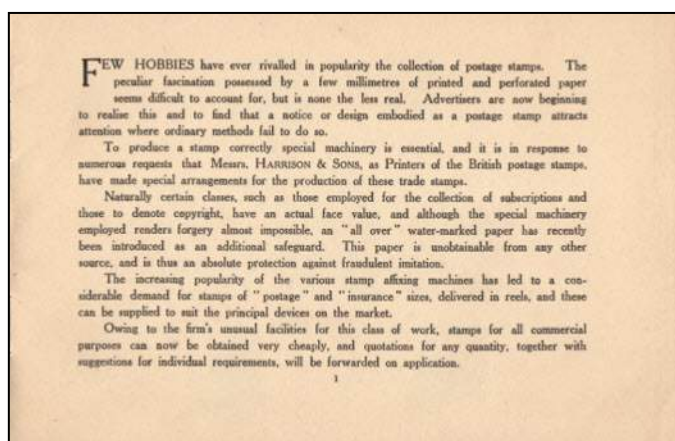 FEW HOBBIES have ever rivalled in popularity the collection of postage stamps. The
peculiar fascination possessed by a few millimetres of printed and perforated paper
seems difficult to account for, but is none the less real. Advertisers are now beginning
to realise this and to find that a notice or design embodied as a postage stamp attracts
attention where ordinary methods fail to do so.
To produce a stamp correctly special machinery is essential, and it is in response to
numerous requests that Messrs. HARRISON & SONS, as Printers of the British postage stamps,
have made special arrangements for the production of these trade stamps.
Naturally certain classes, such as those employed for the collection of subscriptions and
those to denote copyright, have an actual face value, and although the special machinery
employed renders forgery almost impossible, an "all over" water-marked paper has recently
been introduced as an additional safeguard. This paper is unobtainable from any other
source, and is thus an absolute protection against fraudulent imitation.
The increasing popularity of the various stamp affixing machines has led to a con-
siderable demand for stamps of "postage" and "insurance" sizes, delivered in reels, and these
can be supplied to suit the principal devices on the market.
Owing to the firm's unusual facilities for this class of work, stamps for all commercial
purposes can now be obtained very cheaply, and quotations for any quantity, together with
suggestions for individual requirements, will be forwarded on application.
1